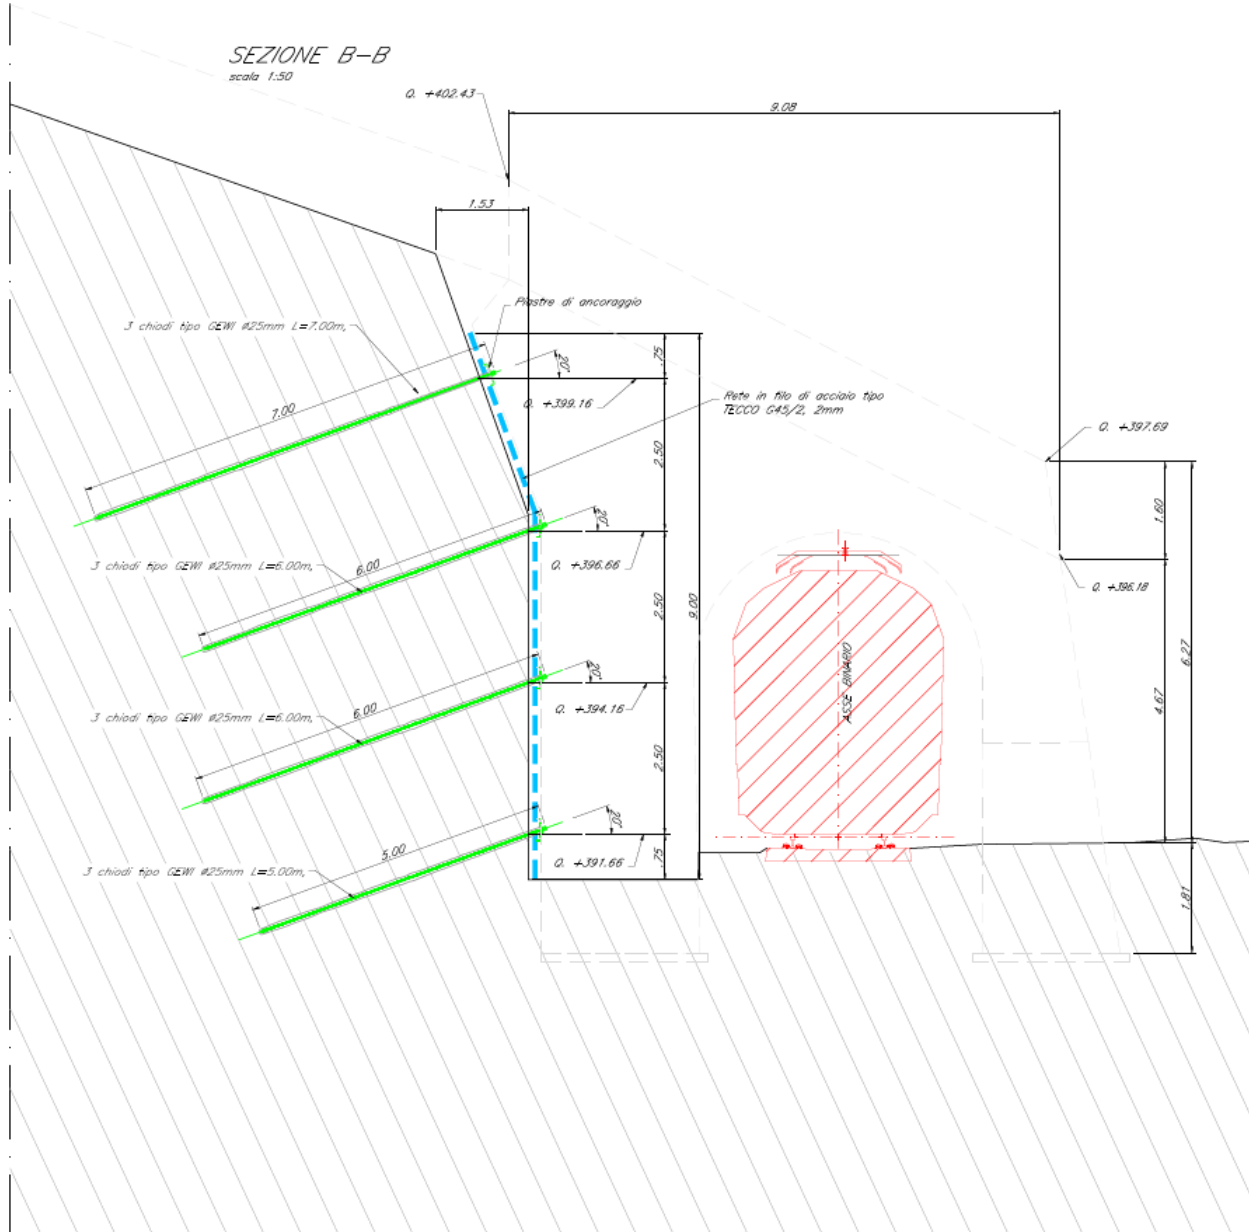 SEZIONE B-B
scala 1:50
Q. +402.43
9.08
1.53
Piastre di ancoraggio
3 chiodi tipo GEWI Ø25mm L=7.00m,
20°
.75
7.00
Q. +399.16
Rete in filo di acciaio tipo
TECCO G45/2, 2mm
Q. +397.69
2.50
1.60
20°
3 chiodi tipo GEWI Ø25mm L=6.00m,
6.00
Q. +396.66
Q. +396.18
2.50
9.00
6.27
20°
ASSE BINARIO
4.67
3 chiodi tipo GEWI Ø25mm L=6.00m,
6.00
Q. +394.16
2.50
20°
3 chiodi tipo GEWI Ø25mm L=5.00m,
5.00
Q. +391.66
.75
1.81